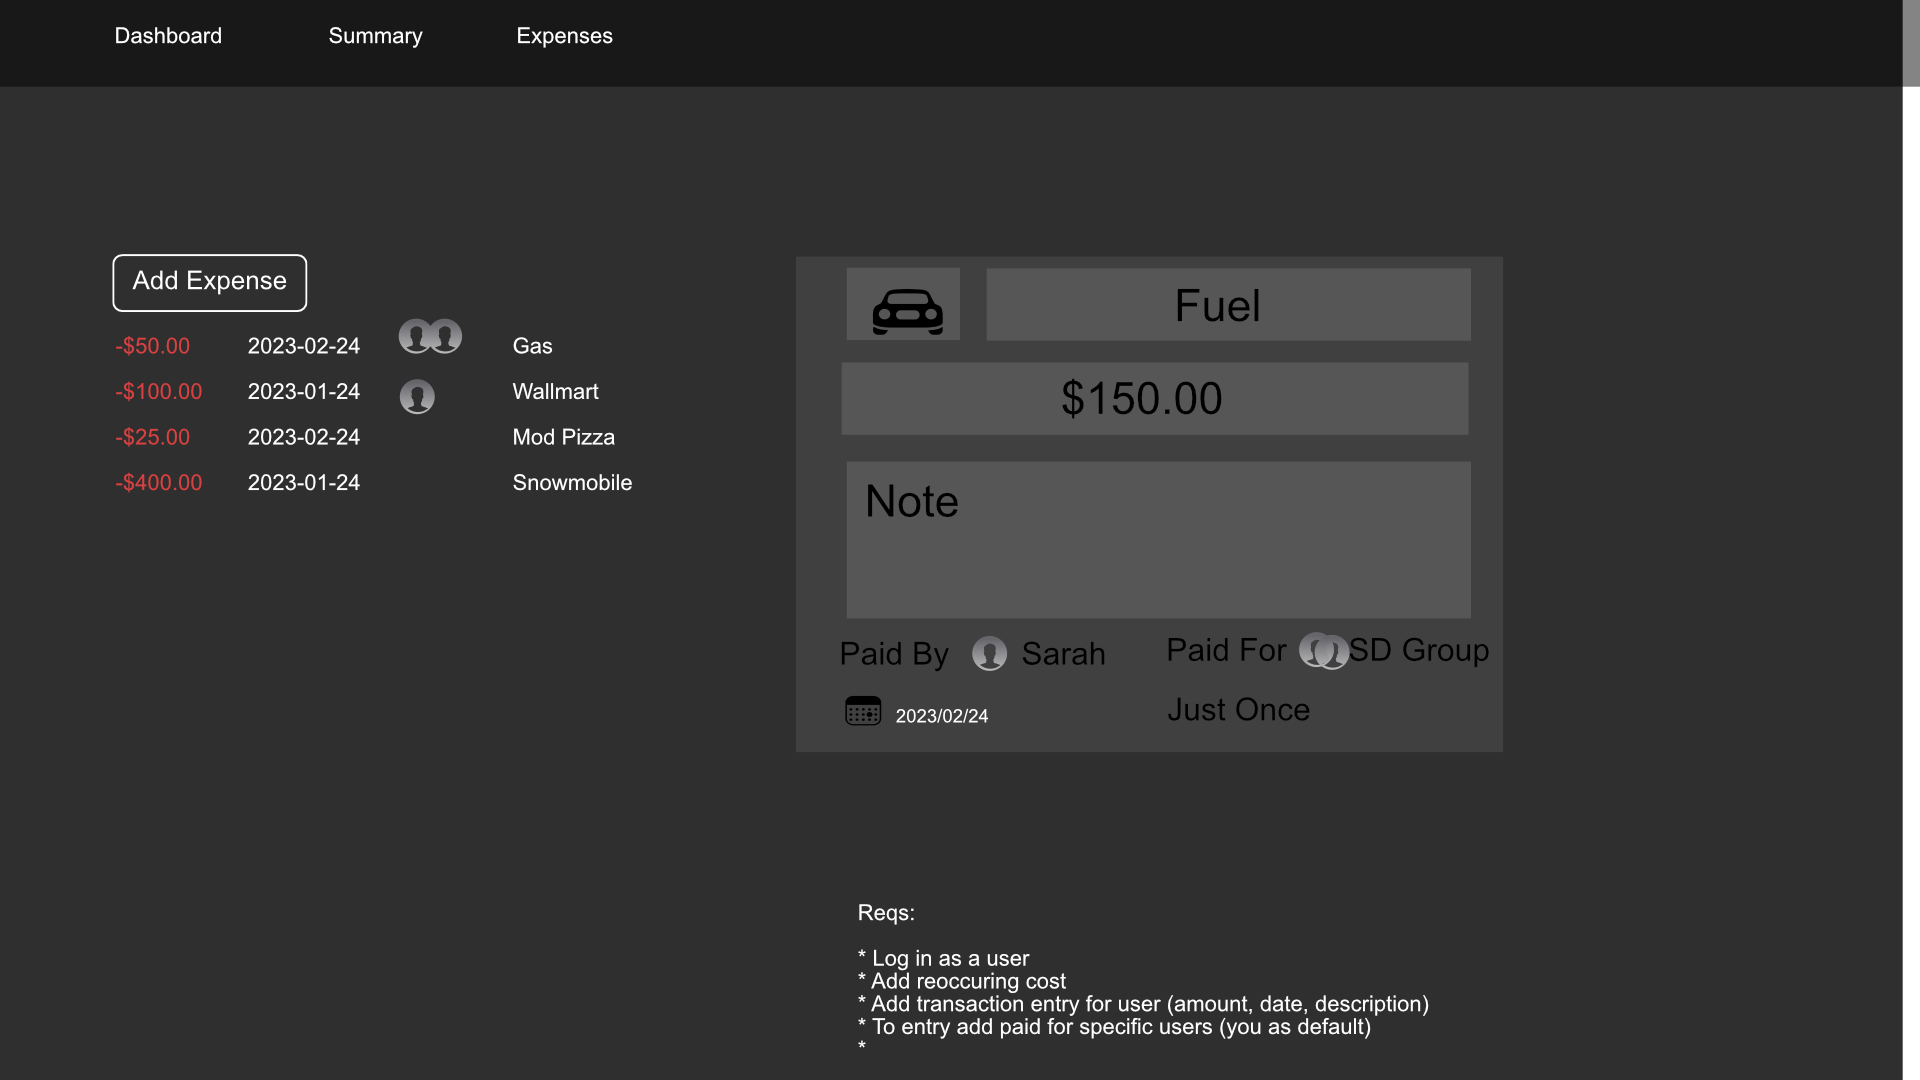 Dashboard
Summary
Expenses
Add Expense
-$50.00 2023-02-24 Gas
-$100.00 2023-01-24 Wallmart
-$25.00 2023-02-24 Mod Pizza
-$400.00 2023-01-24 Snowmobile
Fuel
$150.00
Note
Paid By Sarah
Paid For SD Group
2023/02/24
Just Once
Reqs:
* Log in as a user
* Add reoccuring cost
* Add transaction entry for user (amount, date, description)
* To entry add paid for specific users (you as default)
*